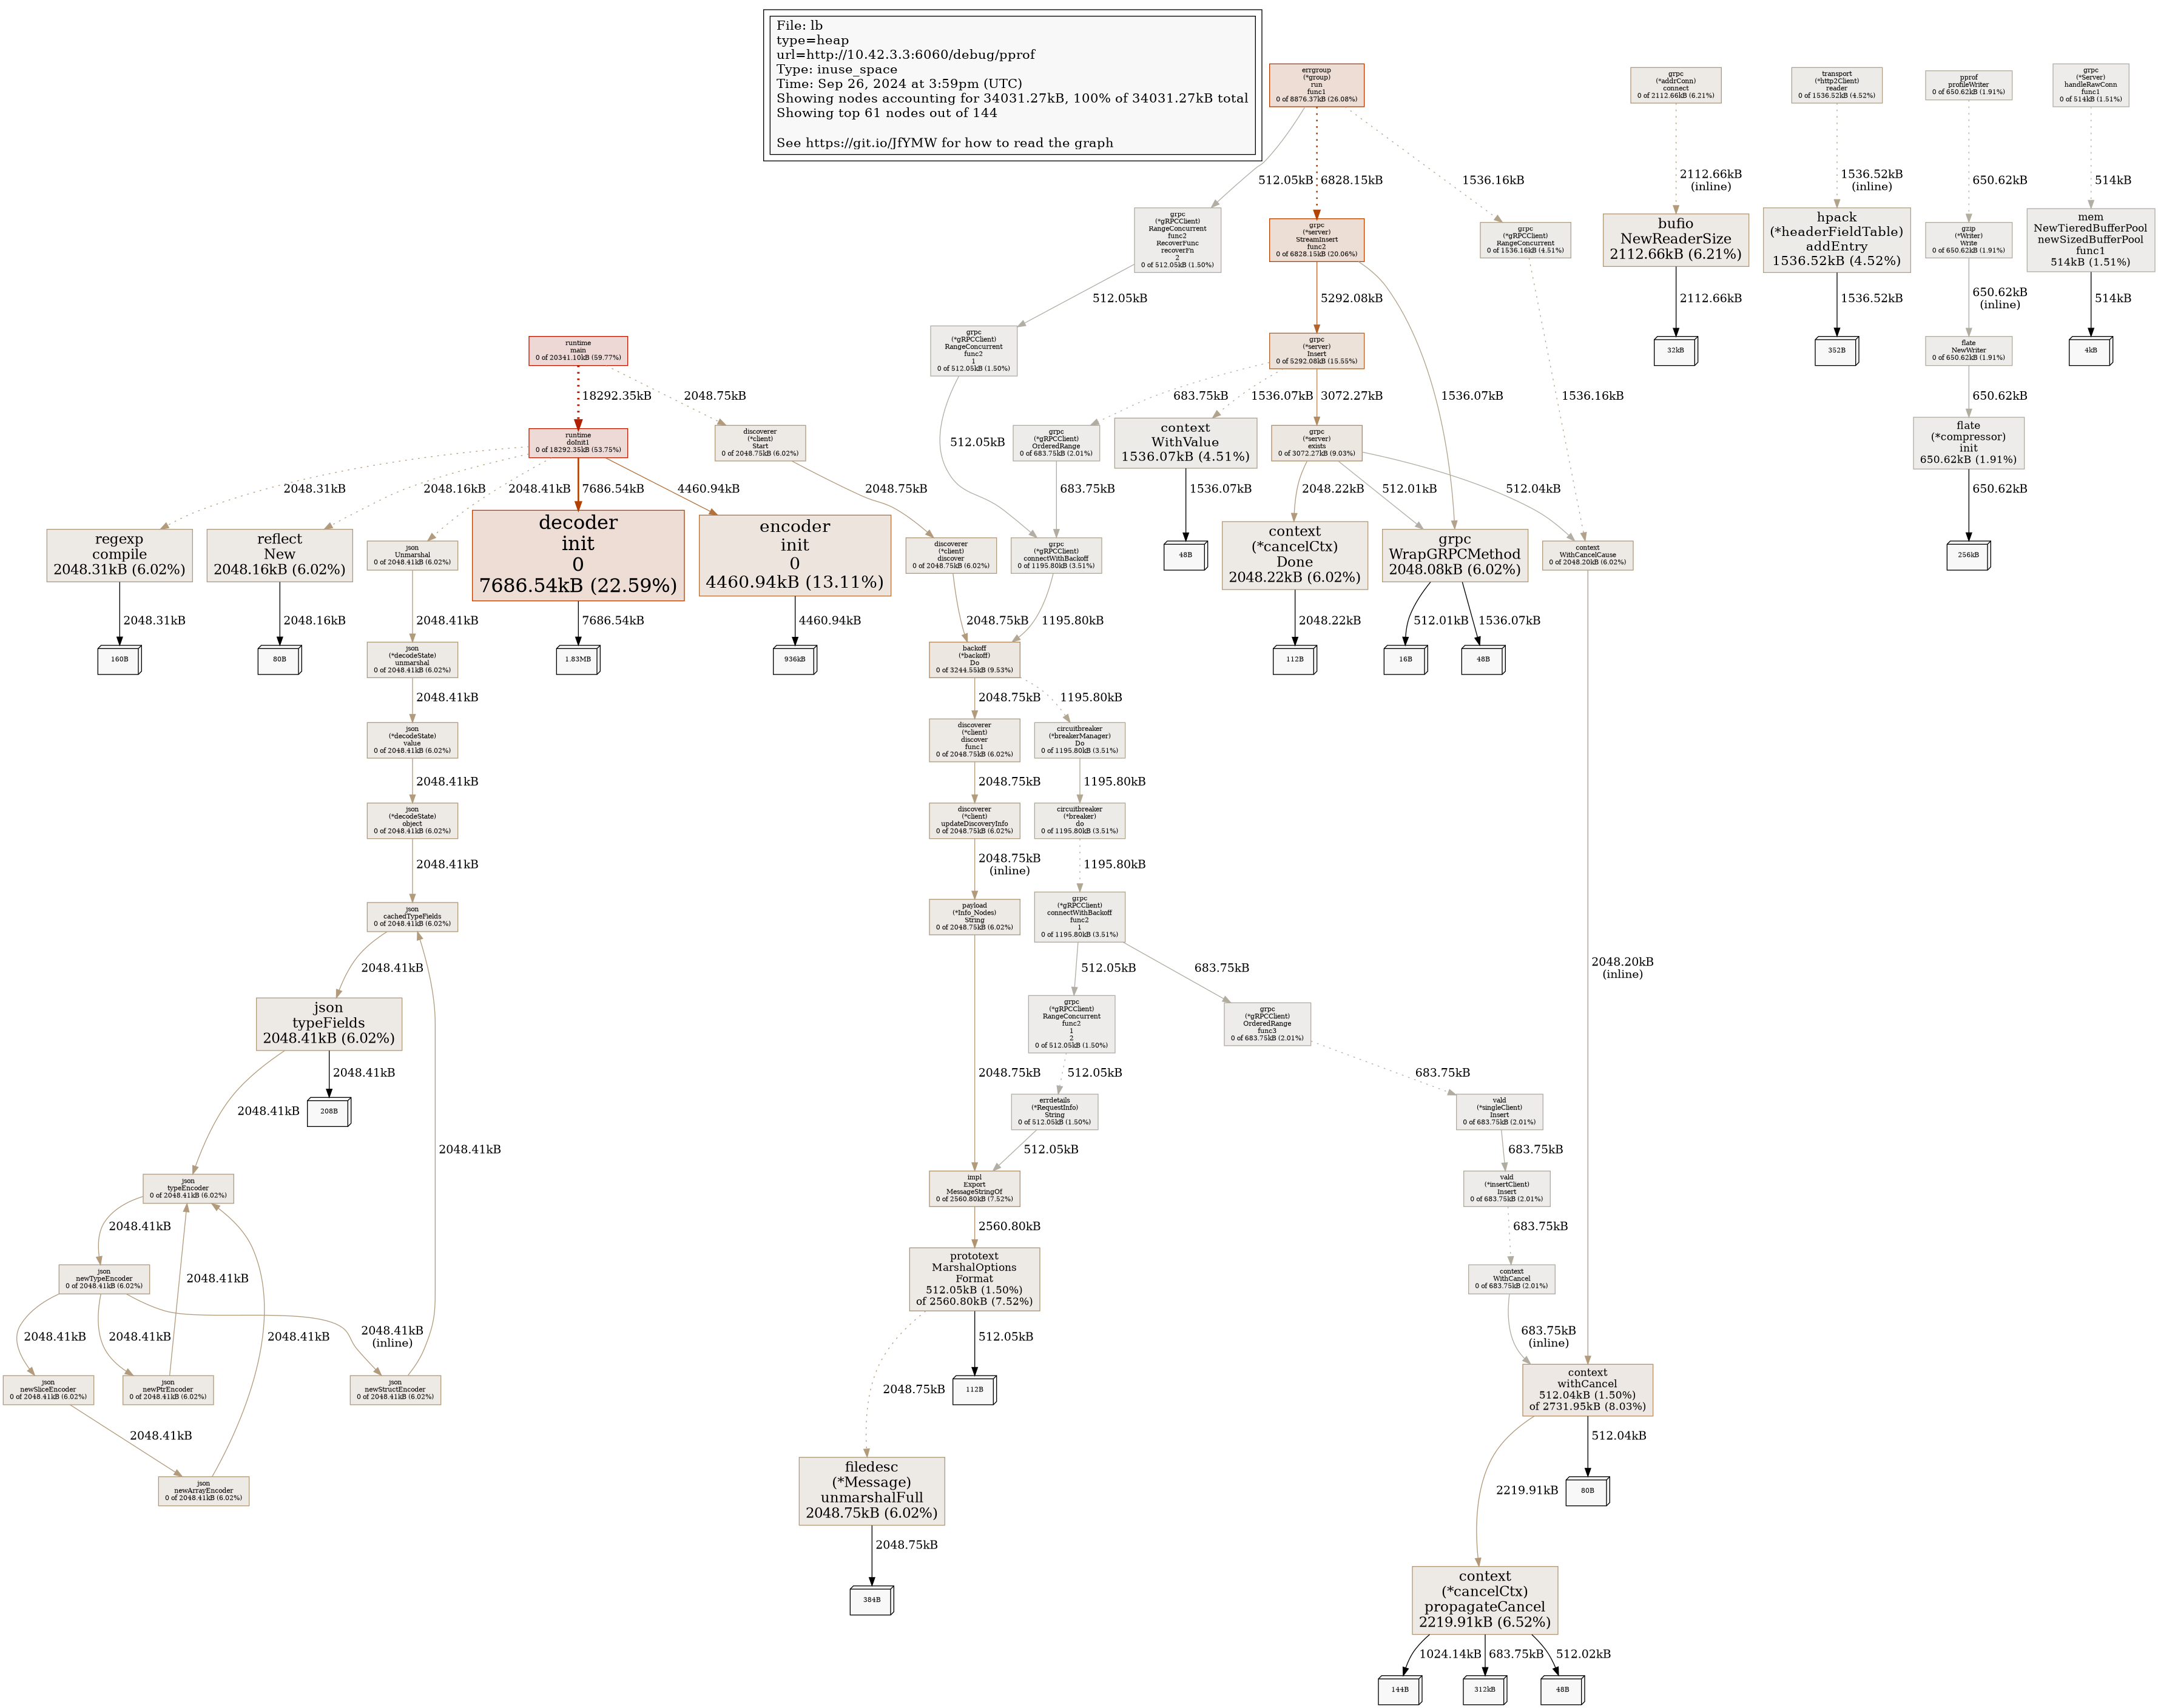 File: lb
type=heap
url=http://10.42.3.3:6060/debug/pprof
Type: inuse_space
Time: Sep 26, 2024 at 3:59pm (UTC)
Showing nodes accounting for 34031.27kB, 100% of 34031.27kB total
Showing top 61 nodes out of 144
See https://git.io/JfYMW for how to read the graph
errgroup
(*group)
run
func1
0 of 8876.37kB (26.08%)
grpc
(*addrConn)
connect
0 of 2112.66kB (6.21%)
transport
(*http2Client)
reader
0 of 1536.52kB (4.52%)
pprof
profileWriter
0 of 650.62kB (1.91%)
grpc
(*Server)
handleRawConn
func1
0 of 514kB (1.51%)
512.05kB
6828.15kB
1536.16kB
2112.66kB
(inline)
1536.52kB
(inline)
650.62kB
514kB
grpc
(*gRPCClient)
RangeConcurrent
func2
RecoverFunc
recoverFn
2
0 of 512.05kB (1.50%)
grpc
(*server)
StreamInsert
func2
0 of 6828.15kB (20.06%)
grpc
(*gRPCClient)
RangeConcurrent
0 of 1536.16kB (4.51%)
bufio
NewReaderSize
2112.66kB (6.21%)
hpack
(*headerFieldTable)
addEntry
1536.52kB (4.52%)
gzip
(*Writer)
Write
0 of 650.62kB (1.91%)
mem
NewTieredBufferPool
newSizedBufferPool
func1
514kB (1.51%)
512.05kB
5292.08kB
2112.66kB
1536.52kB
650.62kB
(inline)
514kB
runtime
main
0 of 20341.10kB (59.77%)
grpc
(*gRPCClient)
RangeConcurrent
func2
1
0 of 512.05kB (1.50%)
grpc
(*server)
Insert
0 of 5292.08kB (15.55%)
32kB
352B
flate
NewWriter
0 of 650.62kB (1.91%)
4kB
18292.35kB
2048.75kB
683.75kB
1536.07kB
3072.27kB
1536.07kB
1536.16kB
650.62kB
runtime
doInit1
0 of 18292.35kB (53.75%)
discoverer
(*client)
Start
0 of 2048.75kB (6.02%)
512.05kB
grpc
(*gRPCClient)
OrderedRange
0 of 683.75kB (2.01%)
context
WithValue
1536.07kB (4.51%)
grpc
(*server)
exists
0 of 3072.27kB (9.03%)
flate
(*compressor)
init
650.62kB (1.91%)
2048.31kB
2048.16kB
2048.41kB
7686.54kB
4460.94kB
2048.75kB
683.75kB
1536.07kB
2048.22kB
512.01kB
512.04kB
650.62kB
regexp
compile
2048.31kB (6.02%)
reflect
New
2048.16kB (6.02%)
json
Unmarshal
0 of 2048.41kB (6.02%)
decoder
init
0
7686.54kB (22.59%)
encoder
init
0
4460.94kB (13.11%)
discoverer
(*client)
discover
0 of 2048.75kB (6.02%)
grpc
(*gRPCClient)
connectWithBackoff
0 of 1195.80kB (3.51%)
48B
context
(*cancelCtx)
Done
2048.22kB (6.02%)
grpc
WrapGRPCMethod
2048.08kB (6.02%)
context
WithCancelCause
0 of 2048.20kB (6.02%)
256kB
2048.31kB
2048.16kB
2048.41kB
7686.54kB
4460.94kB
2048.75kB
1195.80kB
2048.22kB
512.01kB
1536.07kB
160B
80B
json
(*decodeState)
unmarshal
0 of 2048.41kB (6.02%)
1.83MB
936kB
backoff
(*backoff)
Do
0 of 3244.55kB (9.53%)
112B
16B
48B
2048.41kB
2048.75kB
1195.80kB
json
(*decodeState)
value
0 of 2048.41kB (6.02%)
discoverer
(*client)
discover
func1
0 of 2048.75kB (6.02%)
circuitbreaker
(*breakerManager)
Do
0 of 1195.80kB (3.51%)
2048.41kB
2048.75kB
1195.80kB
json
(*decodeState)
object
0 of 2048.41kB (6.02%)
discoverer
(*client)
updateDiscoveryInfo
0 of 2048.75kB (6.02%)
circuitbreaker
(*breaker)
do
0 of 1195.80kB (3.51%)
2048.41kB
2048.75kB
(inline)
1195.80kB
json
cachedTypeFields
0 of 2048.41kB (6.02%)
payload
(*Info_Nodes)
String
0 of 2048.75kB (6.02%)
grpc
(*gRPCClient)
connectWithBackoff
func2
1
0 of 1195.80kB (3.51%)
2048.41kB
512.05kB
683.75kB
2048.20kB
(inline)
json
typeFields
2048.41kB (6.02%)
grpc
(*gRPCClient)
RangeConcurrent
func2
1
2
0 of 512.05kB (1.50%)
grpc
(*gRPCClient)
OrderedRange
func3
0 of 683.75kB (2.01%)
2048.41kB
2048.41kB
2048.75kB
512.05kB
683.75kB
208B
errdetails
(*RequestInfo)
String
0 of 512.05kB (1.50%)
vald
(*singleClient)
Insert
0 of 683.75kB (2.01%)
2048.41kB
512.05kB
683.75kB
json
typeEncoder
0 of 2048.41kB (6.02%)
impl
Export
MessageStringOf
0 of 2560.80kB (7.52%)
vald
(*insertClient)
Insert
0 of 683.75kB (2.01%)
2048.41kB
2560.80kB
683.75kB
json
newTypeEncoder
0 of 2048.41kB (6.02%)
2048.41kB
prototext
MarshalOptions
Format
512.05kB (1.50%)
of 2560.80kB (7.52%)
context
WithCancel
0 of 683.75kB (2.01%)
2048.41kB
2048.41kB
2048.41kB
2048.41kB
(inline)
512.05kB
683.75kB
(inline)
json
newSliceEncoder
0 of 2048.41kB (6.02%)
json
newPtrEncoder
0 of 2048.41kB (6.02%)
json
newStructEncoder
0 of 2048.41kB (6.02%)
2048.75kB
112B
context
withCancel
512.04kB (1.50%)
of 2731.95kB (8.03%)
2048.41kB
512.04kB
json
newArrayEncoder
0 of 2048.41kB (6.02%)
filedesc
(*Message)
unmarshalFull
2048.75kB (6.02%)
2219.91kB
80B
2048.75kB
384B
context
(*cancelCtx)
propagateCancel
2219.91kB (6.52%)
1024.14kB
683.75kB
512.02kB
144B
312kB
48B